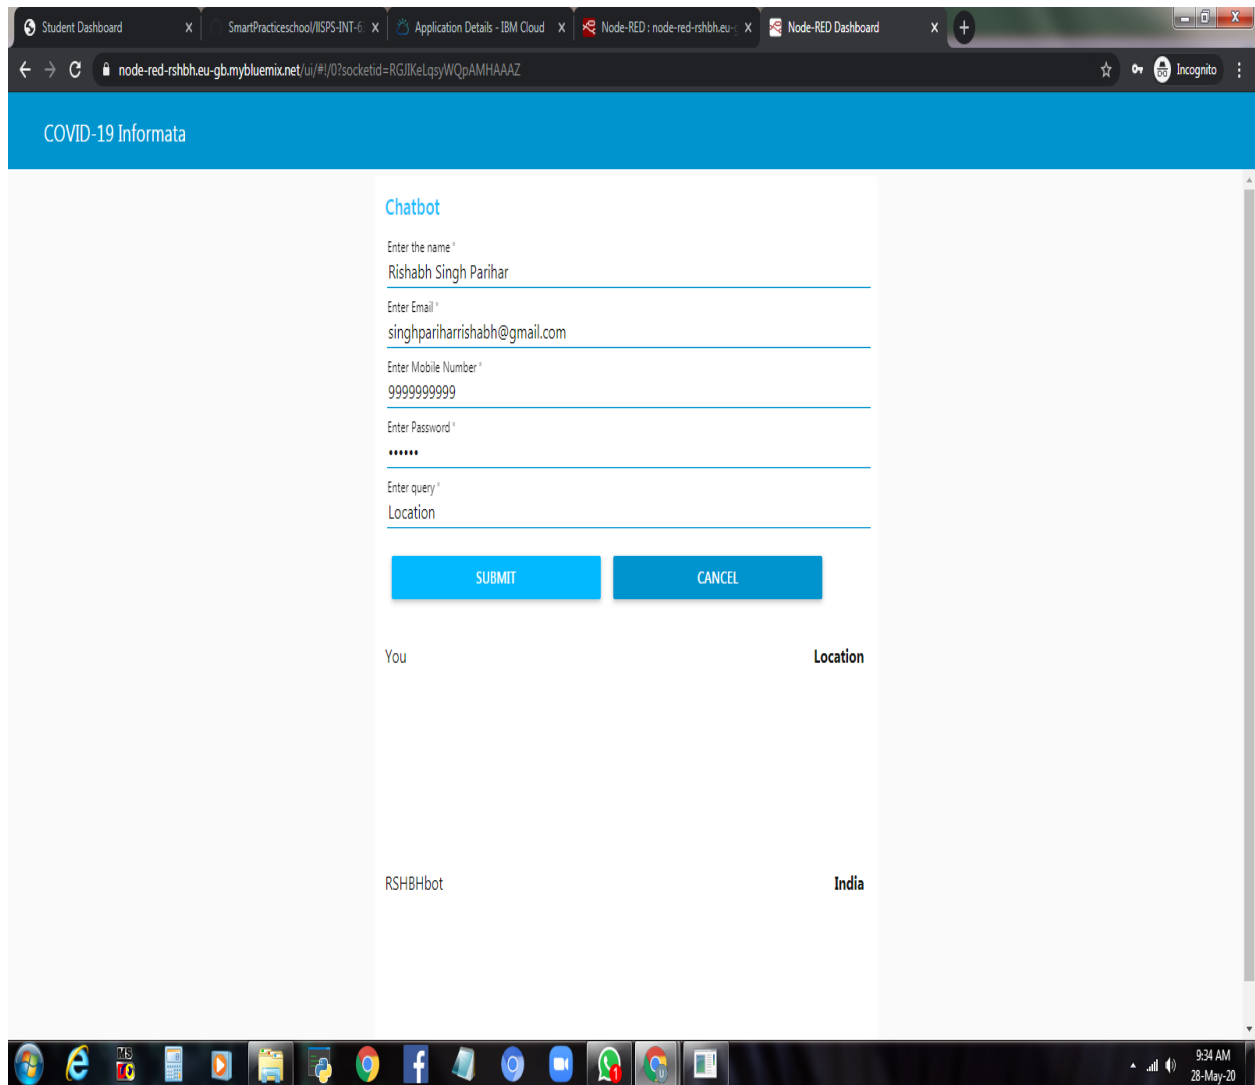 Student Dashboard
SmartPracticeschool/IISPS-INT-6
Application Details - IBM Cloud
Node-RED : node-red-rshbh.eu-g
Node-RED Dashboard
node-red-rshbh.eu-gb.mybluemix.net/ui/#!/0?socketid=RGJIKeLqsyWQpAMHAAAZ
Incognito
COVID-19 Informata
Chatbot
Enter the name *
Rishabh Singh Parihar
Enter Email *
singhpariharrishabh@gmail.com
Enter Mobile Number *
9999999999
Enter Password *
••••••
Enter query *
Location
SUBMIT CANCEL
You Location
RSHBHbot India
9:34 AM
28-May-20